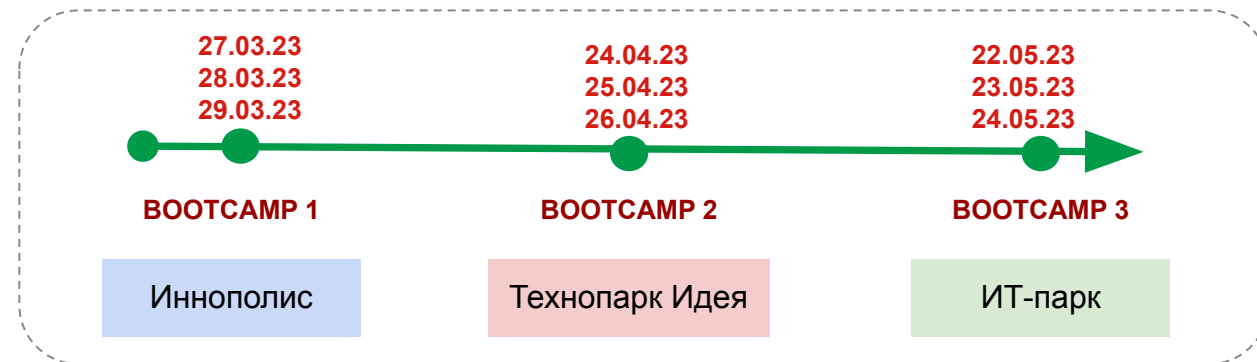 27.03.23
28.03.23
29.03.23
24.04.23
25.04.23
26.04.23
22.05.23
23.05.23
24.05.23
BOOTCAMP 1
BOOTCAMP 2
BOOTCAMP 3
Иннополис
Технопарк Идея
ИТ-парк